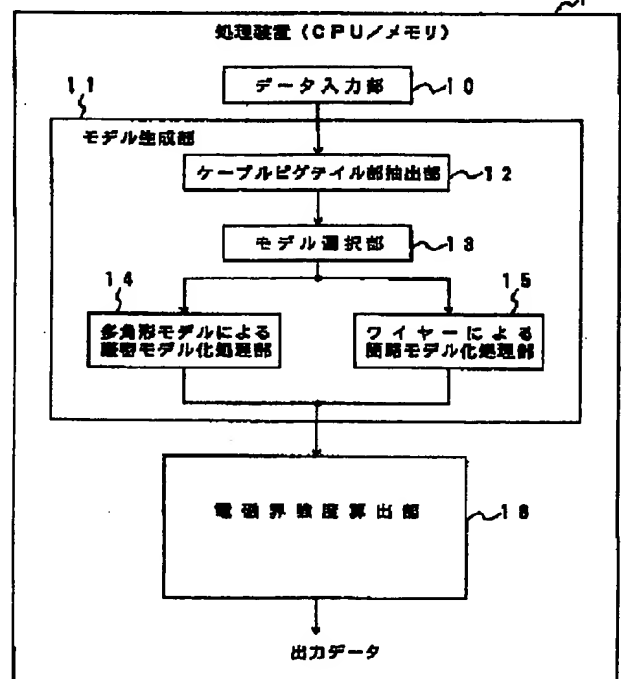 1
処理装置(CPU/メモリ)
11
データ入力部
10
モデル生成部
ケーブルピグテイル部抽出部
12
モデル選択部
13
14
15
多角形モデルによる
厳密モデル化処理部
ワイヤーによる
簡略モデル化処理部
電磁界強度算出部
16
出力データ